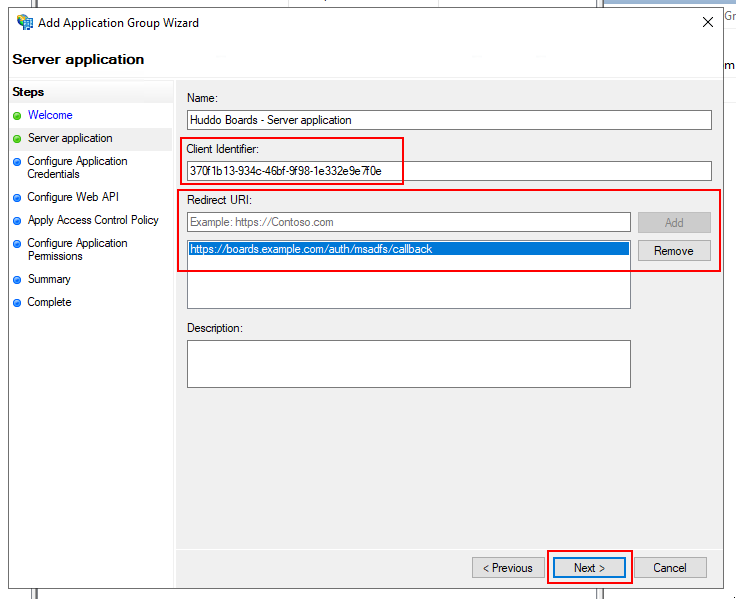 Add Application Group Wizard
Gr
Server application
m
Steps
Welcome
Server application
Configure Application
Credentials
Configure Web API
Apply Access Control Policy
Configure Application
Permissions
Summary
Complete
Name:
Huddo Boards - Server application
Client Identifier:
370f1b13-934c-46bf-9f98-1e332e9e7f0e
Redirect URI:
Example: https://Contoso.com
Add
https://boards.example.com/auth/msadfs/callback
Remove
Description:
< Previous
Next >
Cancel